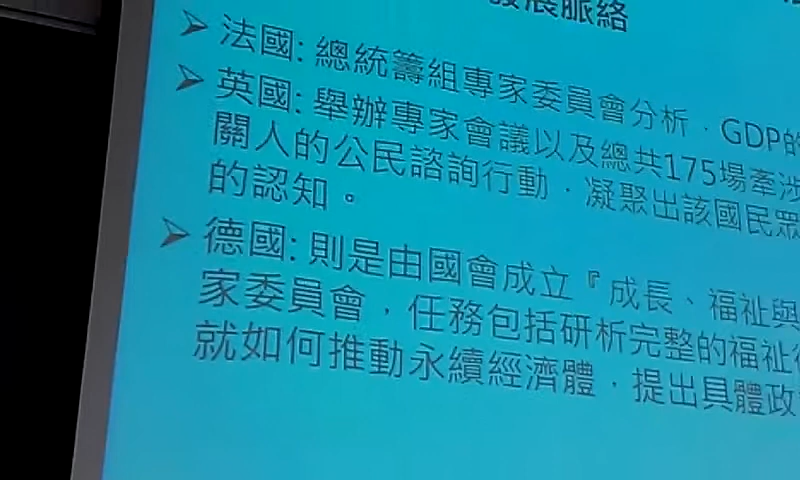 發展脈絡
法國: 總統籌組專家委員會分析，GDP的
英國: 舉辦專家會議以及總共175場牽涉
關人的公民諮詢行動，凝聚出該國民眾
的認知。
德國: 則是由國會成立『成長、福祉與
家委員會，任務包括研析完整的福祉
就如何推動永續經濟體，提出具體政